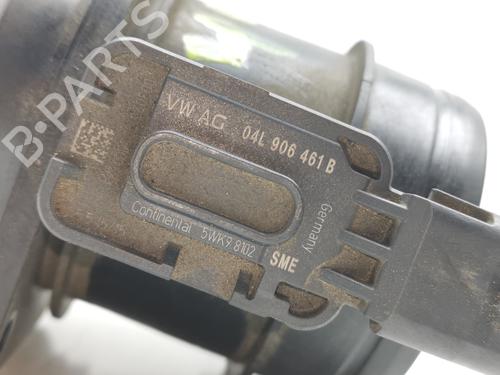 B-PARTS
VW AG 04L 906 461 B
Continental 5WK9 8102
Germany
SME